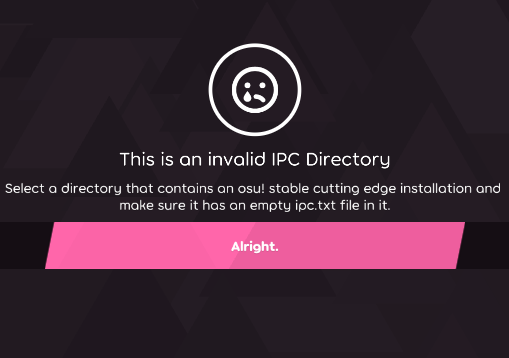 This is an invalid IPC Directory
Select a directory that contains an osu! stable cutting edge installation and
make sure it has an empty ipc.txt file in it.
Alright.